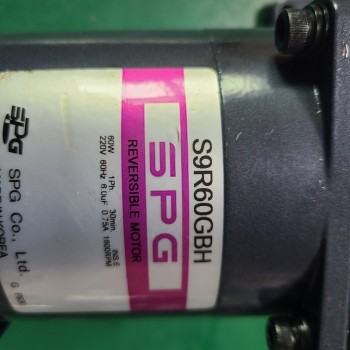 S9R60GBH
SPG
REVERSIBLE MOTOR
60W 1Ph. 30min. INS.E
220V 60Hz 6.0uF 0.75A 1800RPM
SPG
SPG Co., Ltd.